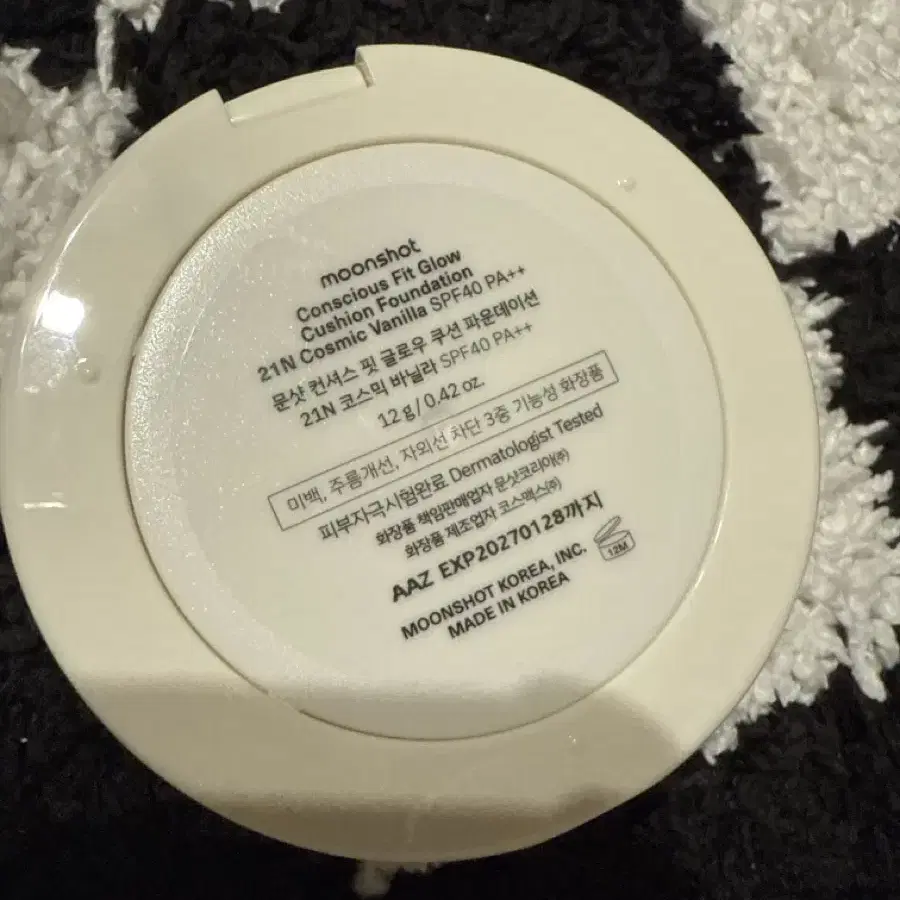 moonshot
Conscious Fit Glow
Cushion Foundation
21N Cosmic Vanilla SPF40 PA++
문샷 컨셔스 핏 글로우 쿠션 파운데이션
21N 코스믹 바닐라 SPF40 PA++
12 g / 0.42 oz.
미백, 주름개선, 자외선 차단 3중 기능성 화장품
피부자극시험완료 Dermatologist Tested
화장품 책임판매업자 문샷코리아(주)
화장품 제조업자 코스맥스(주)
AAZ EXP20270128까지
12M
MOONSHOT KOREA, INC.
MADE IN KOREA